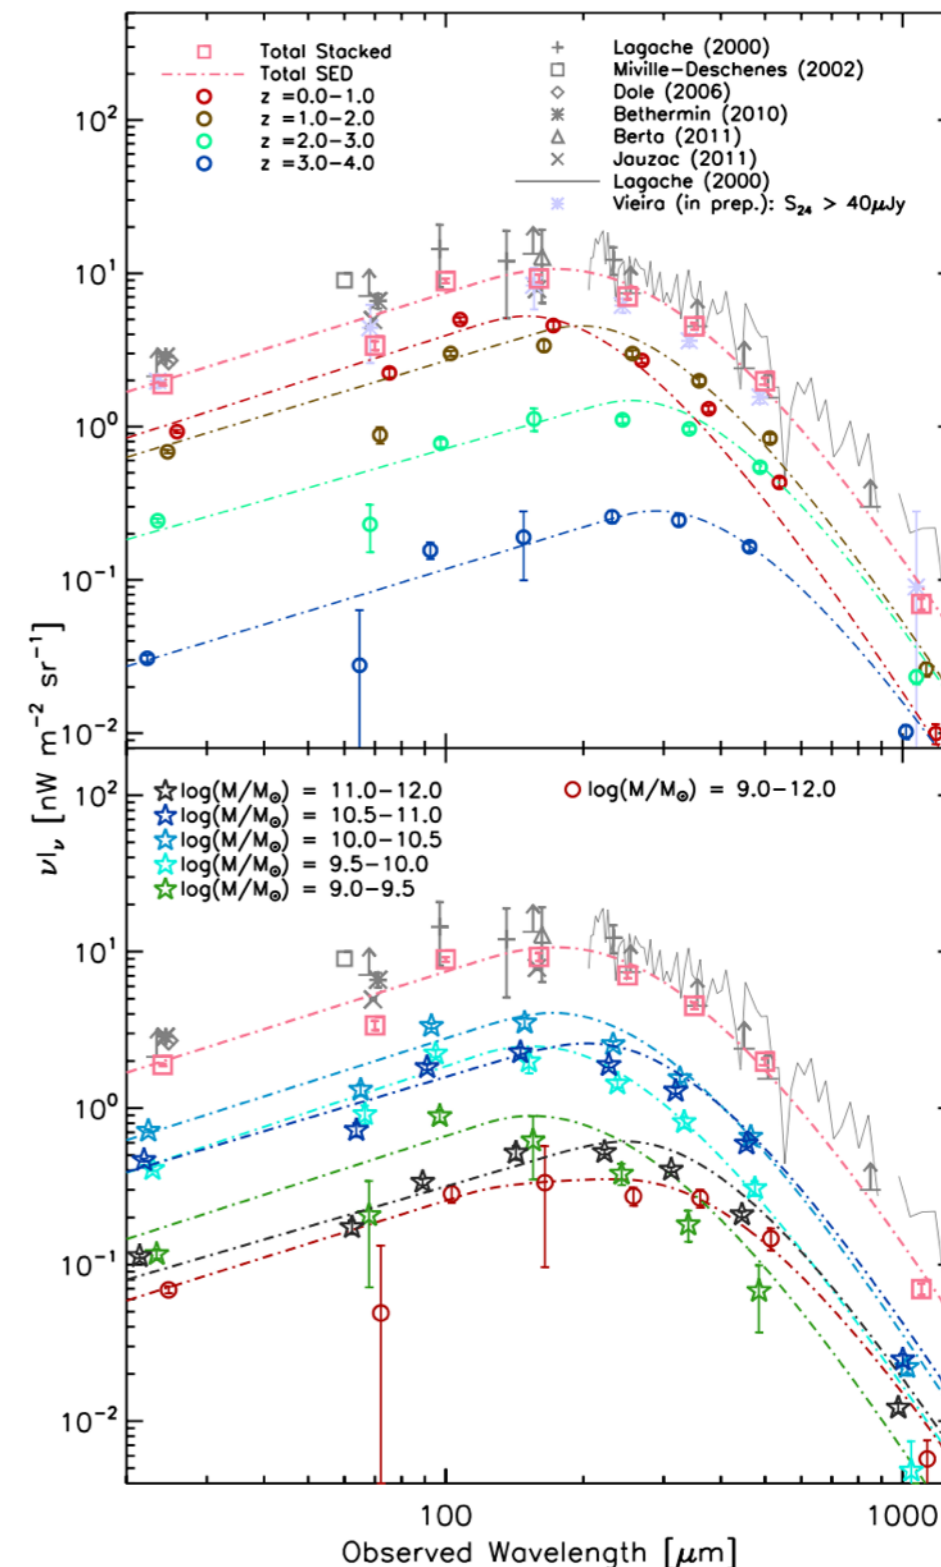 Total Stacked
Total SED
z =0.0−1.0
z =1.0−2.0
z =2.0−3.0
z =3.0−4.0
Lagache (2000)
Miville−Deschenes (2002)
Dole (2006)
Bethermin (2010)
Berta (2011)
Jauzac (2011)
Lagache (2000)
Vieira (in prep.): S₂₄ > 40μJy
10²
10¹
10⁰
10⁻¹
10⁻²
νIᵥ [nW m⁻² sr⁻¹]
log(M/M⊙) = 11.0−12.0
log(M/M⊙) = 10.5−11.0
log(M/M⊙) = 10.0−10.5
log(M/M⊙) = 9.5−10.0
log(M/M⊙) = 9.0−9.5
log(M/M⊙) = 9.0−12.0
10²
10¹
10⁰
10⁻¹
10⁻²
100 1000
Observed Wavelength [μm]